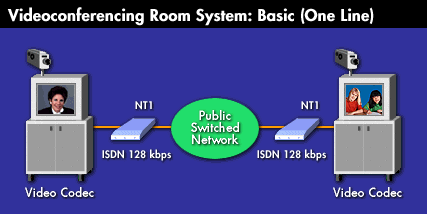 Videoconferencing Room System: Basic (One Line)
NT1
Public
Switched
Network
NT1
ISDN 128 kbps
ISDN 128 kbps
Video Codec
Video Codec